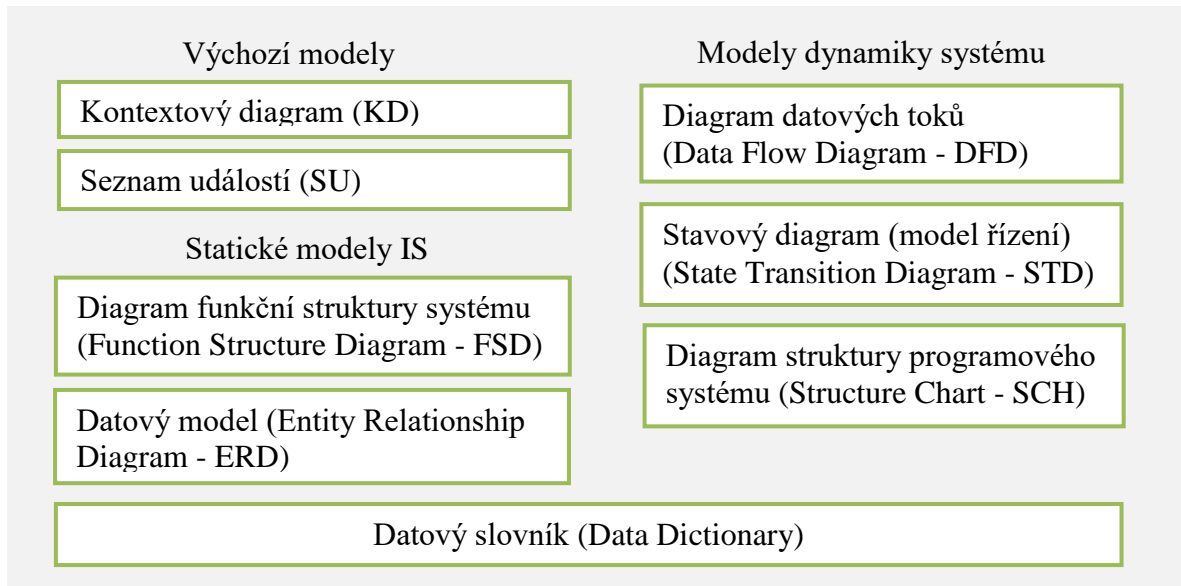 Výchozí modely
Kontextový diagram (KD)
Seznam událostí (SU)
Statické modely IS
Diagram funkční struktury systému
(Function Structure Diagram - FSD)
Datový model (Entity Relationship
Diagram - ERD)
Modely dynamiky systému
Diagram datových toků
(Data Flow Diagram - DFD)
Stavový diagram (model řízení)
(State Transition Diagram - STD)
Diagram struktury programového
systému (Structure Chart - SCH)
Datový slovník (Data Dictionary)